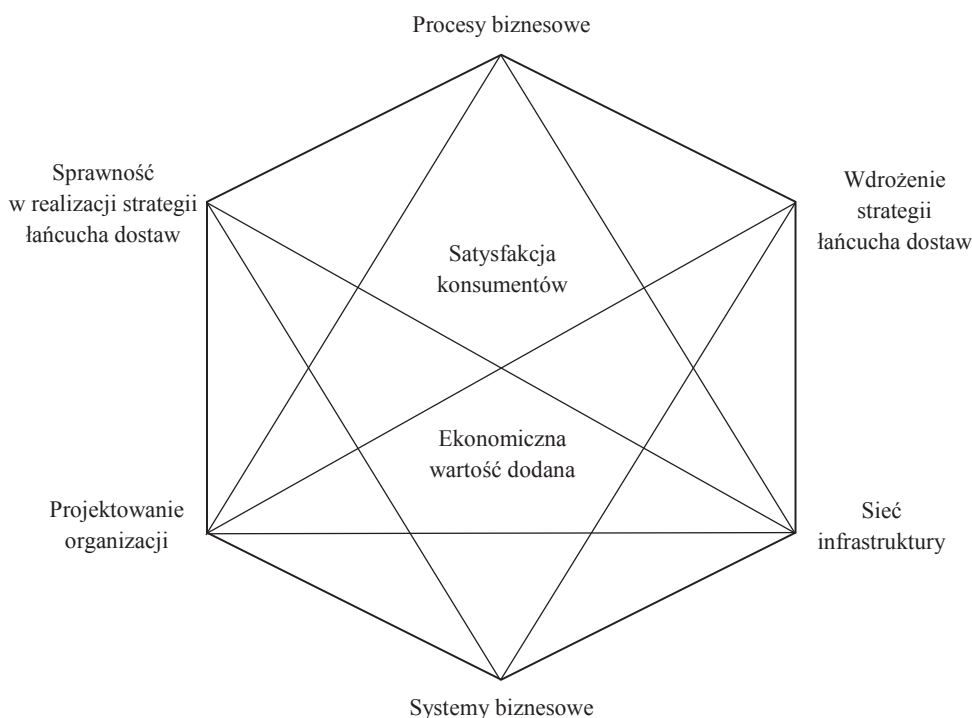 Procesy biznesowe
Sprawność
w realizacji strategii
łańcucha dostaw
Wdrożenie
strategii
łańcucha dostaw
Satysfakcja
konsumentów
Ekonomiczna
wartość dodana
Projektowanie
organizacji
Sieć
infrastruktury
Systemy biznesowe